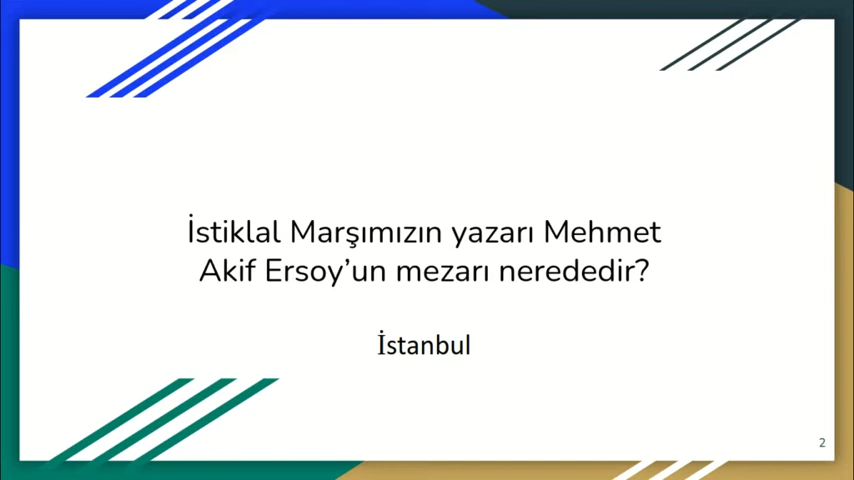 İstiklal Marşımızın yazarı Mehmet
Akif Ersoy’un mezarı nerededir?
İstanbul
2